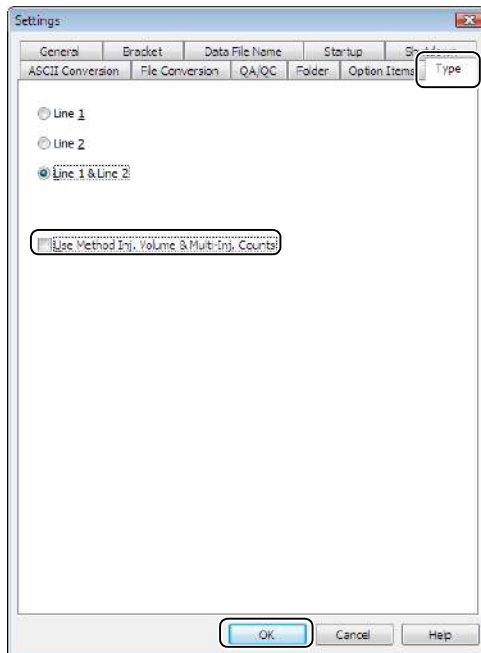 Settings
General Bracket Data File Name Startup Shutdown
ASCII Conversion File Conversion QA/QC Folder Option Items Type
Line 1
Line 2
Line 1 & Line 2
Use Method Inj. Volume & Multi-Inj. Counts
OK Cancel Help